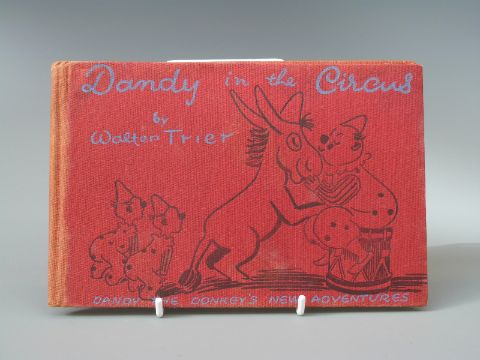 Dandy in the Circus
by
Walter Trier
DANDY THE DONKEY'S NEW ADVENTURES